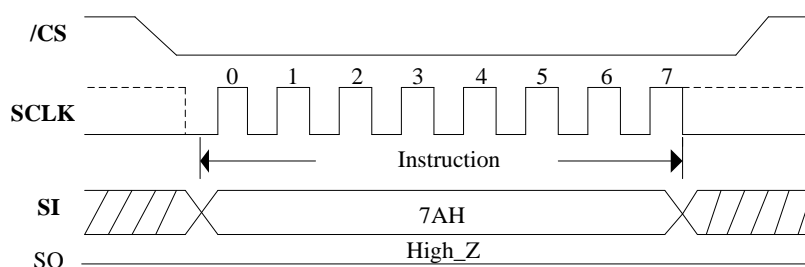 /CS
0 1 2 3 4 5 6 7
SCLK
Instruction
SI
7AH
High_Z
SO